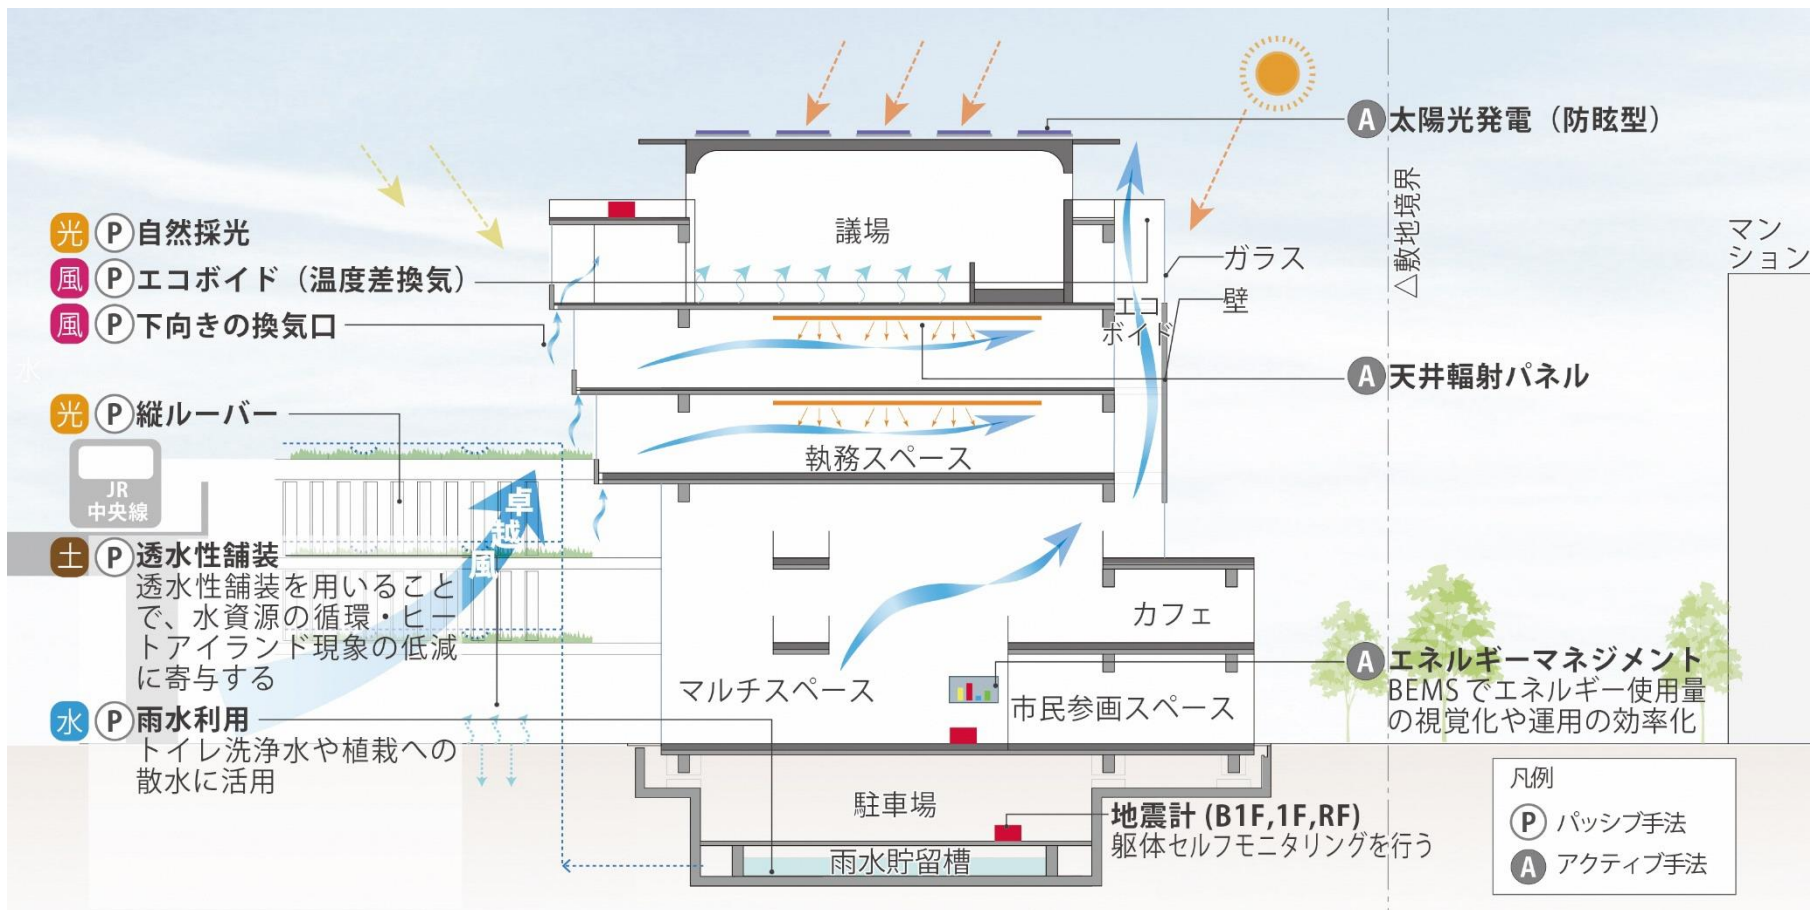 A 太陽光発電（防眩型）
△敷地境界
マン
ション
議場
光 P 自然採光
風 P エコボイド（温度差換気）
風 P 下向きの換気口
ガラス
壁
エコ
ボイド
水
A 天井輻射パネル
光 P 縦ルーバー
執務スペース
JR
中央線
卓越風
土 P 透水性舗装
透水性舗装を用いること
で、水資源の循環・ヒー
トアイランド現象の低減
に寄与する
カフェ
マルチスペース
市民参画スペース
A エネルギーマネジメント
BEMSでエネルギー使用量
の視覚化や運用の効率化
水 P 雨水利用
トイレ洗浄水や植栽への
散水に活用
駐車場
地震計 (B1F,1F,RF)
躯体セルフモニタリングを行う
雨水貯留槽
凡例
P パッシブ手法
A アクティブ手法